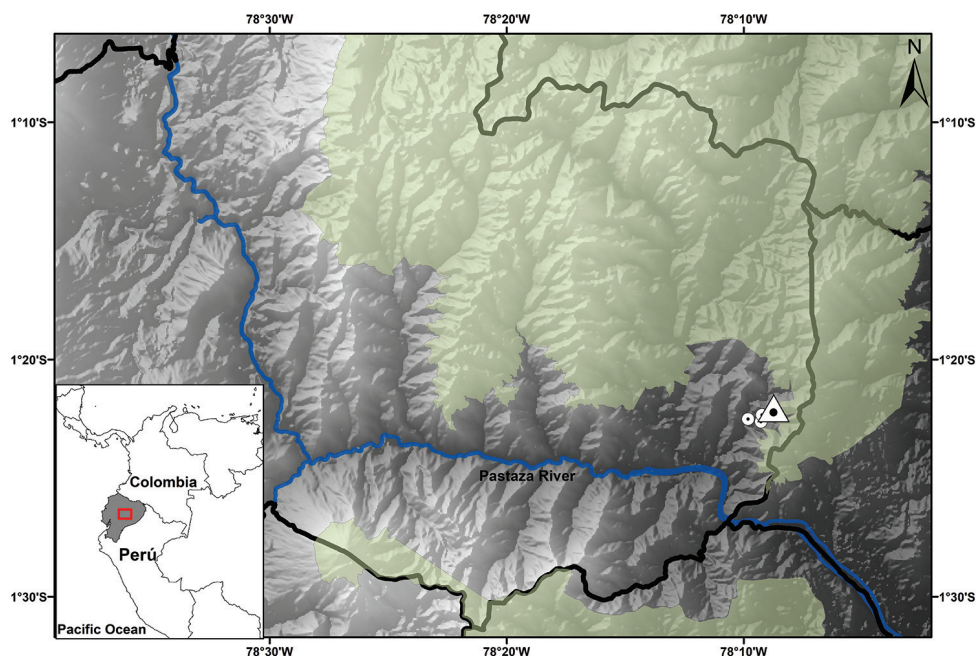 78°30'W 78°20'W 78°10'W
N
1°10'S 1°10'S
1°20'S 1°20'S
Pastaza River
Colombia
Perú
1°30'S 1°30'S
Pacific Ocean
78°30'W 78°20'W 78°10'W